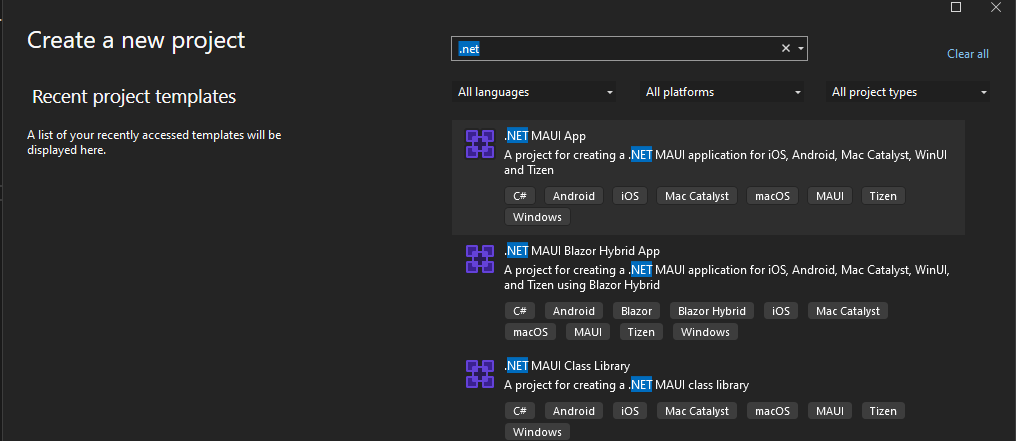 Create a new project
.net
Clear all
Recent project templates
All languages
All platforms
All project types
A list of your recently accessed templates will be
displayed here.
.NET MAUI App
A project for creating a .NET MAUI application for iOS, Android, Mac Catalyst, WinUI
and Tizen
C# Android iOS Mac Catalyst macOS MAUI Tizen
Windows
.NET MAUI Blazor Hybrid App
A project for creating a .NET MAUI application for iOS, Android, Mac Catalyst, WinUI,
and Tizen using Blazor Hybrid
C# Android Blazor Blazor Hybrid iOS Mac Catalyst
macOS MAUI Tizen Windows
.NET MAUI Class Library
A project for creating a .NET MAUI class library
C# Android iOS Mac Catalyst macOS MAUI Tizen
Windows